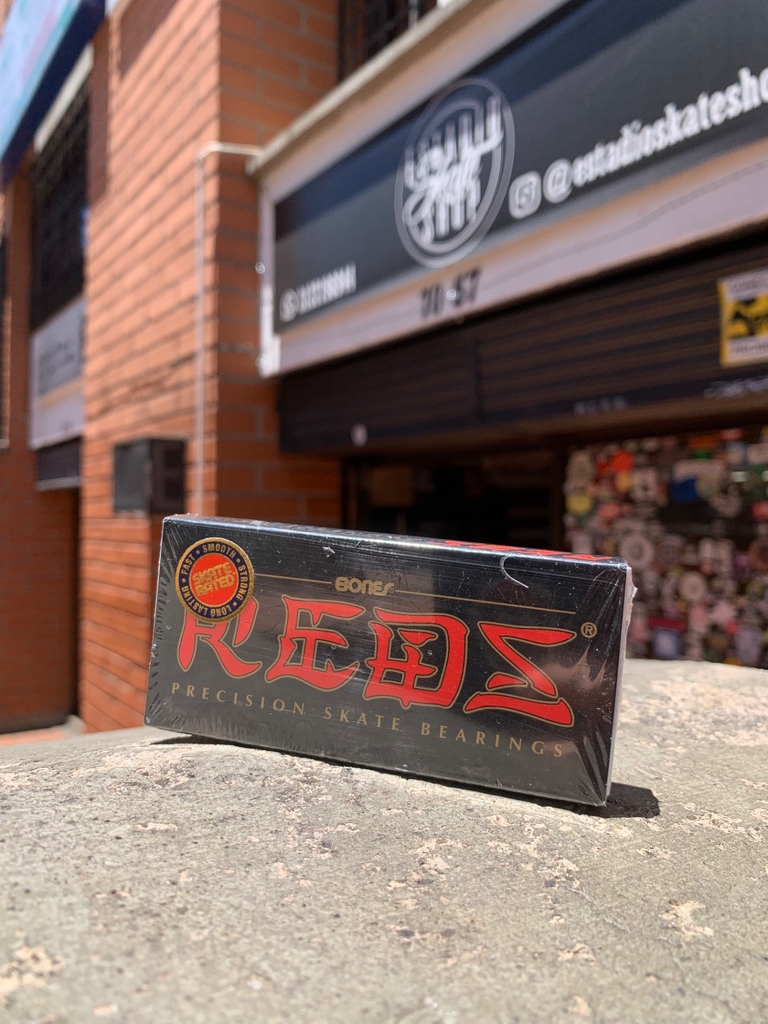 @estadioskatesho
70-57
FAST • SMOOTH • STRONG • LONG LASTING •
SKATE
RATED
BONES
REDS®
PRECISION SKATE BEARINGS